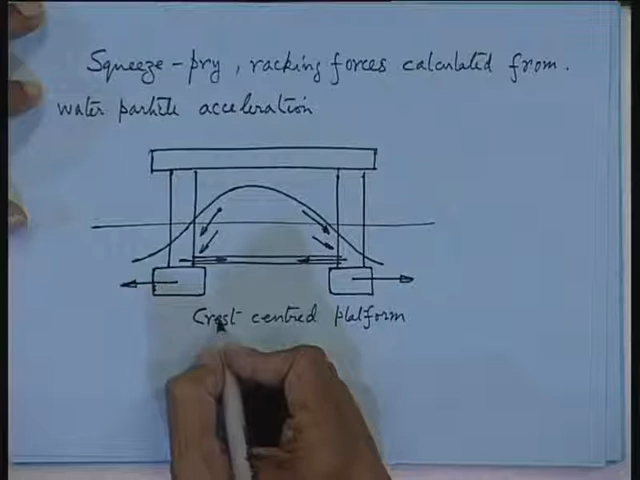 Squeeze - pry, racking forces calculated from.
water particle acceleration
Crest centred platform